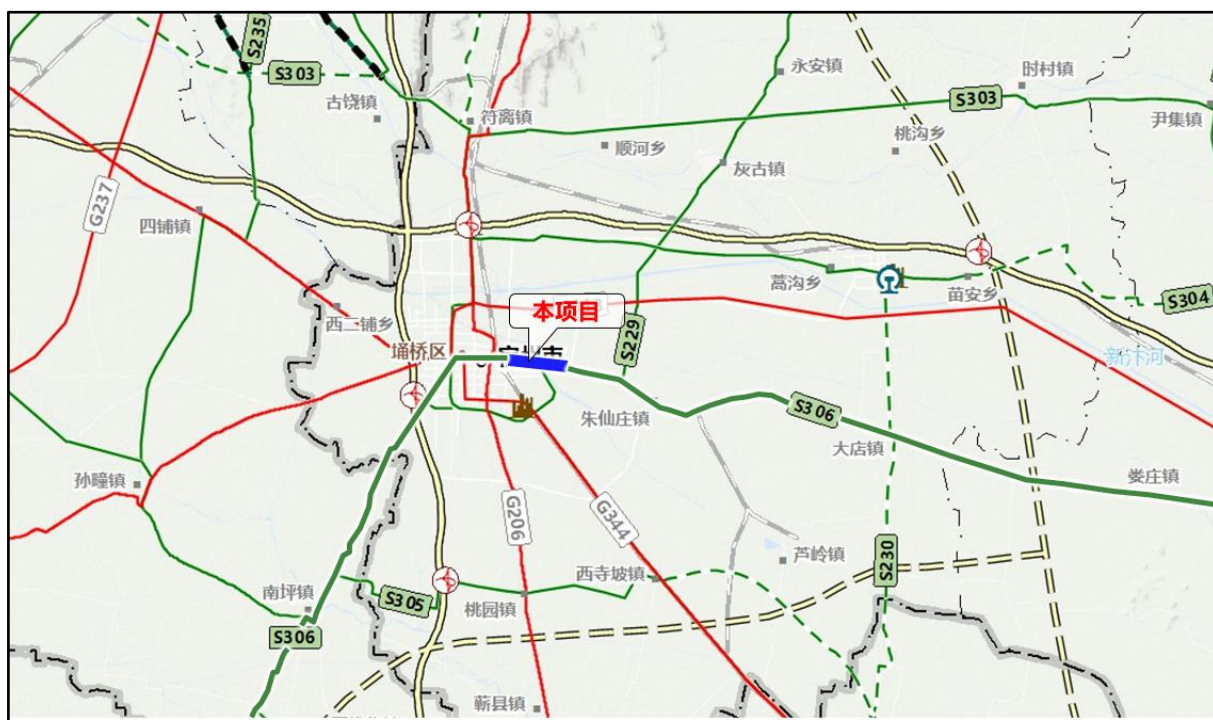 S235
S303
永安镇
时村镇
古饶镇
符离镇
S303
尹集镇
顺河乡
桃沟乡
灰古镇
G237
四铺镇
蒿沟乡
苗安乡
S304
本项目
西二铺乡
S229
埇桥区
新汴河
朱仙庄镇
S306
大店镇
孙疃镇
娄庄镇
G206
G344
芦岭镇
西寺坡镇
S230
南坪镇
S305
桃园镇
S306
蕲县镇